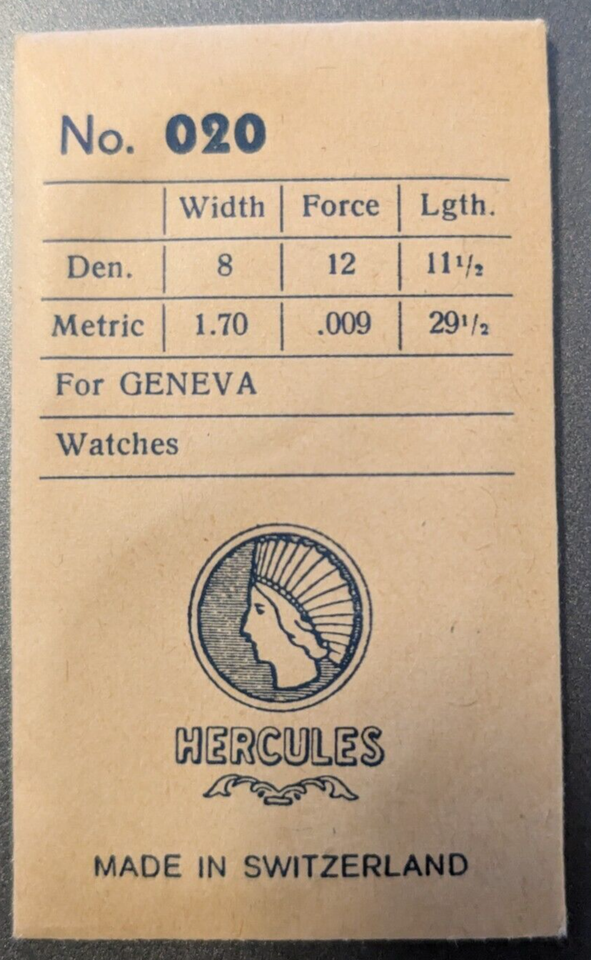 No. 020
Width Force Lgth.
Den. 8 12 11¹/₂
Metric 1.70 .009 29¹/₂
For GENEVA
Watches
HERCULES
MADE IN SWITZERLAND